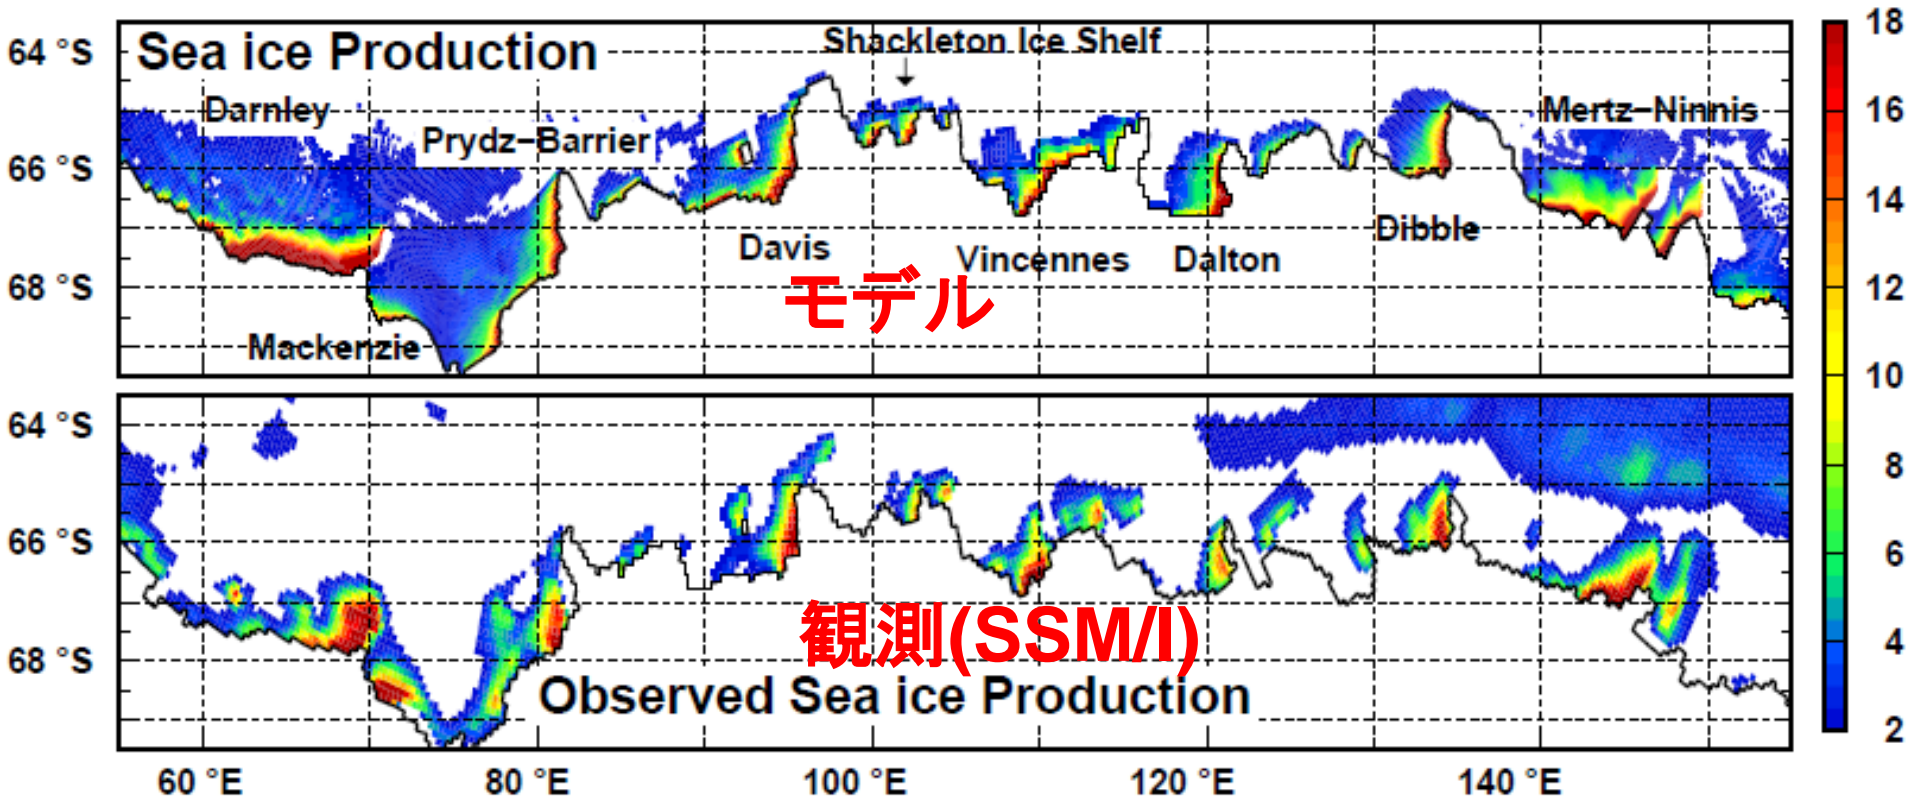 Sea ice Production
Shackleton Ice Shelf
Darnley
Prydz−Barrier
Mertz−Ninnis
Davis
Vincennes
Dalton
Dibble
Mackenzie
モデル
64 °S
66 °S
68 °S
観測(SSM/I)
Observed Sea ice Production
64 °S
66 °S
68 °S
60 °E
80 °E
100 °E
120 °E
140 °E
18
16
14
12
10
8
6
4
2